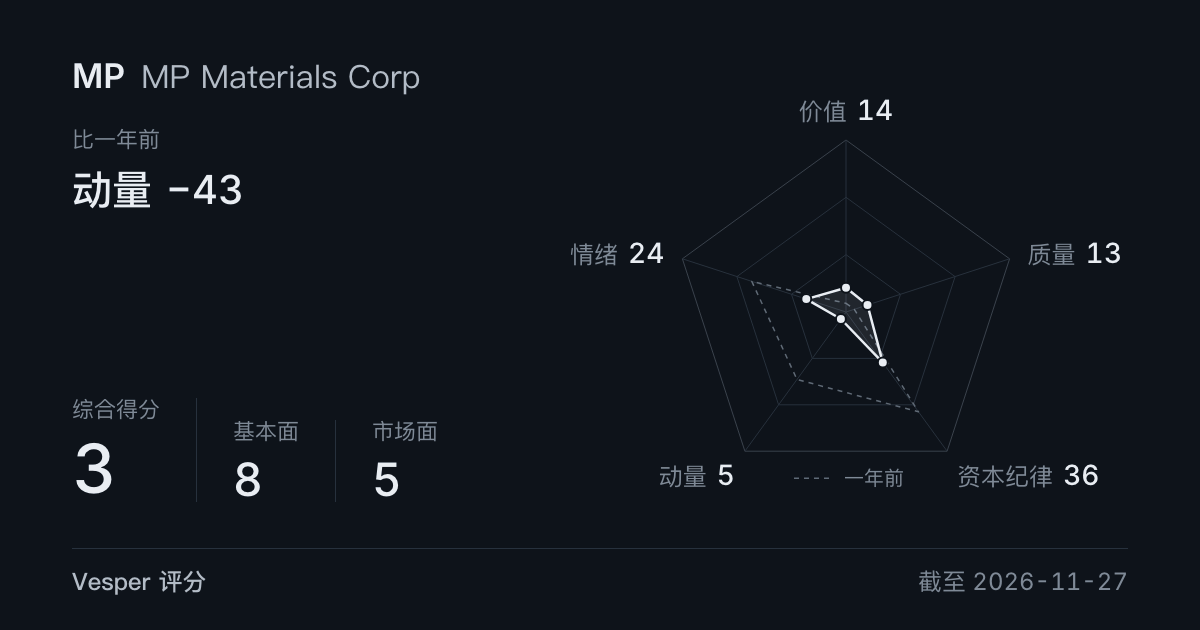 MP MP Materials Corp
比一年前
动量 −43
价值 14
情绪 24
质量 13
动量 5
一年前
资本纪律 36
综合得分
3
基本面
8
市场面
5
Vesper 评分
截至 2026-11-27